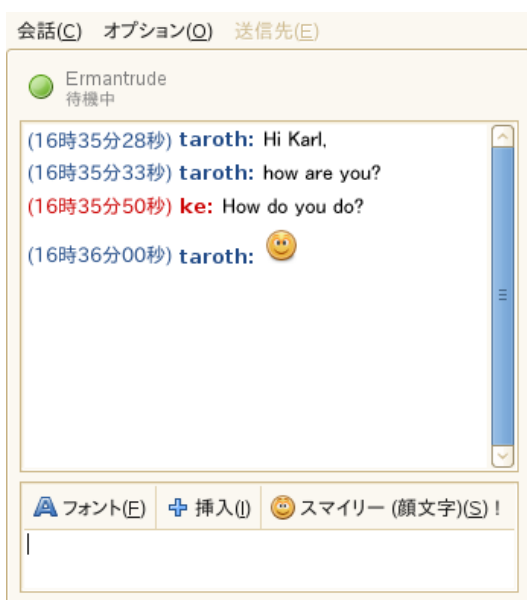 会話(C) オプション(O) 送信先(E)
Ermantrude
待機中
(16時35分28秒) taroth: Hi Karl,
(16時35分33秒) taroth: how are you?
(16時35分50秒) ke: How do you do?
(16時36分00秒) taroth:
フォント(F) 挿入(I) スマイリー (顔文字)(S) !